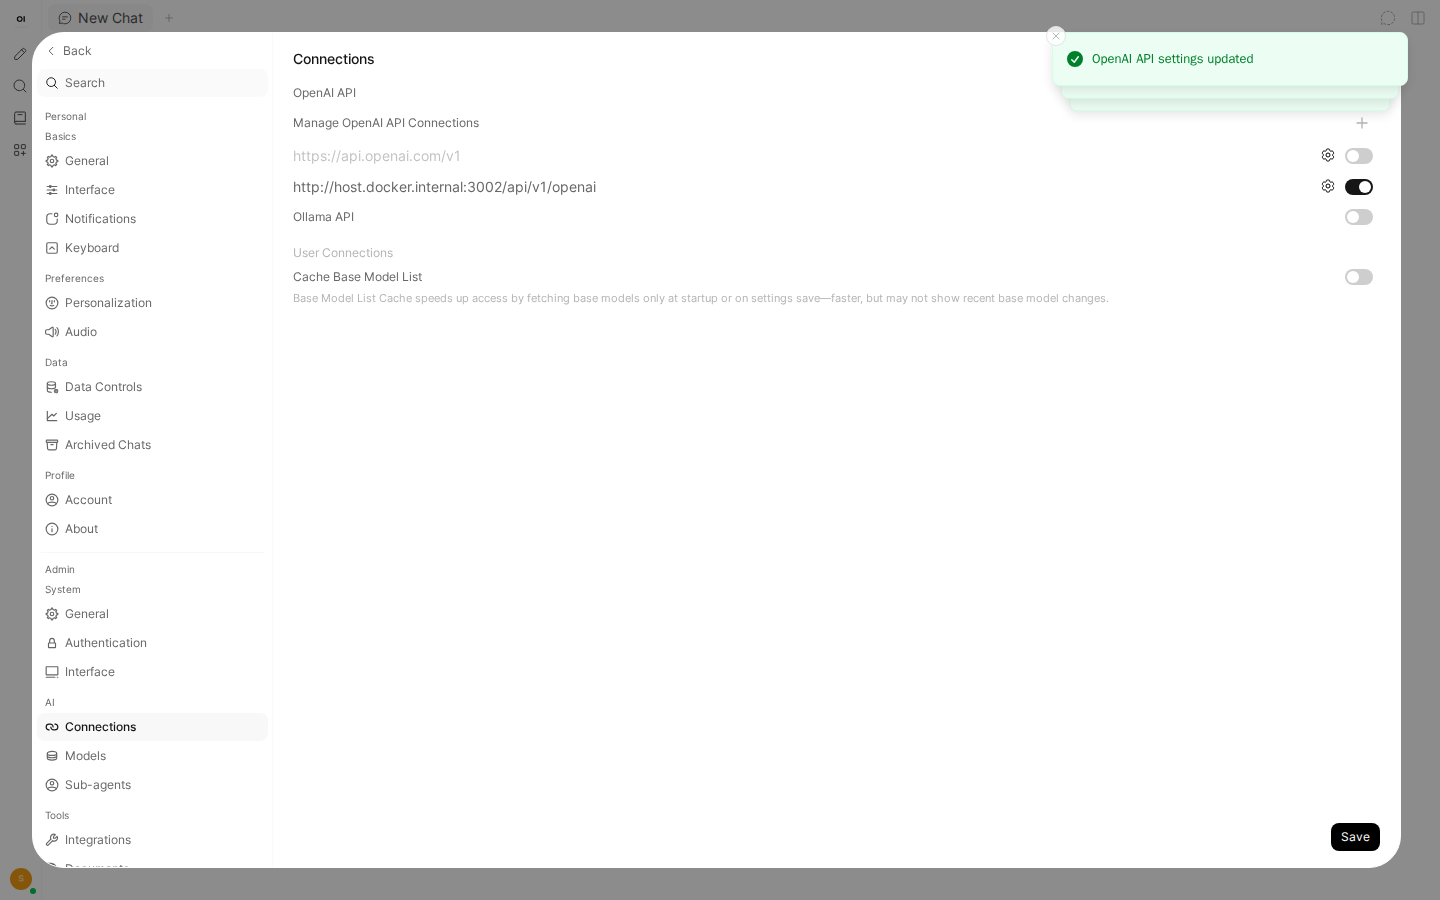 OI
New Chat
Back
Search
Personal
Basics
General
Interface
Notifications
Keyboard
Preferences
Personalization
Audio
Data
Data Controls
Usage
Archived Chats
Profile
Account
About
Admin
System
General
Authentication
Interface
AI
Connections
Models
Sub-agents
Tools
Integrations
Connections
OpenAI API
Manage OpenAI API Connections
https://api.openai.com/v1
http://host.docker.internal:3002/api/v1/openai
Ollama API
User Connections
Cache Base Model List
Base Model List Cache speeds up access by fetching base models only at startup or on settings save—faster, but may not show recent base model changes.
OpenAI API settings updated
Save
S